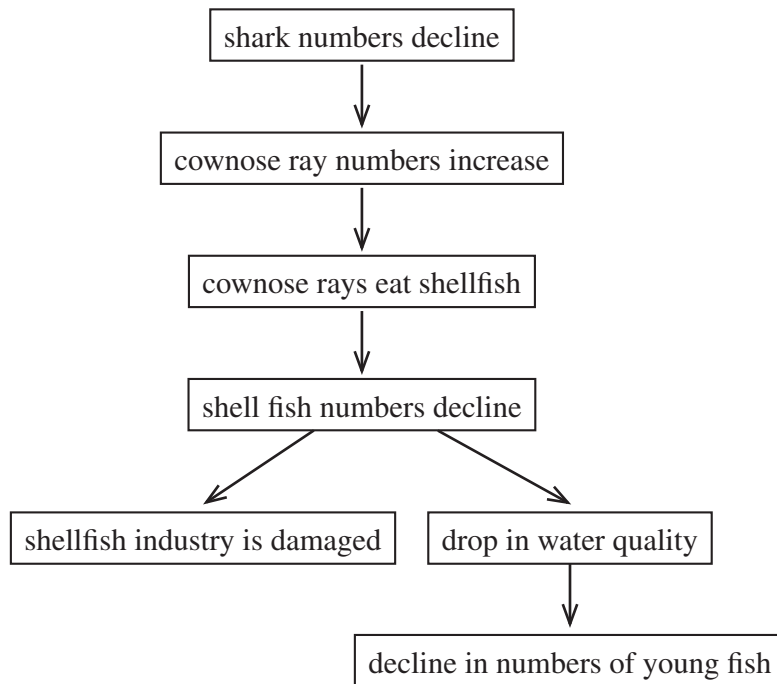 shark numbers decline
cownose ray numbers increase
cownose rays eat shellfish
shell fish numbers decline
shellfish industry is damaged
drop in water quality
decline in numbers of young fish